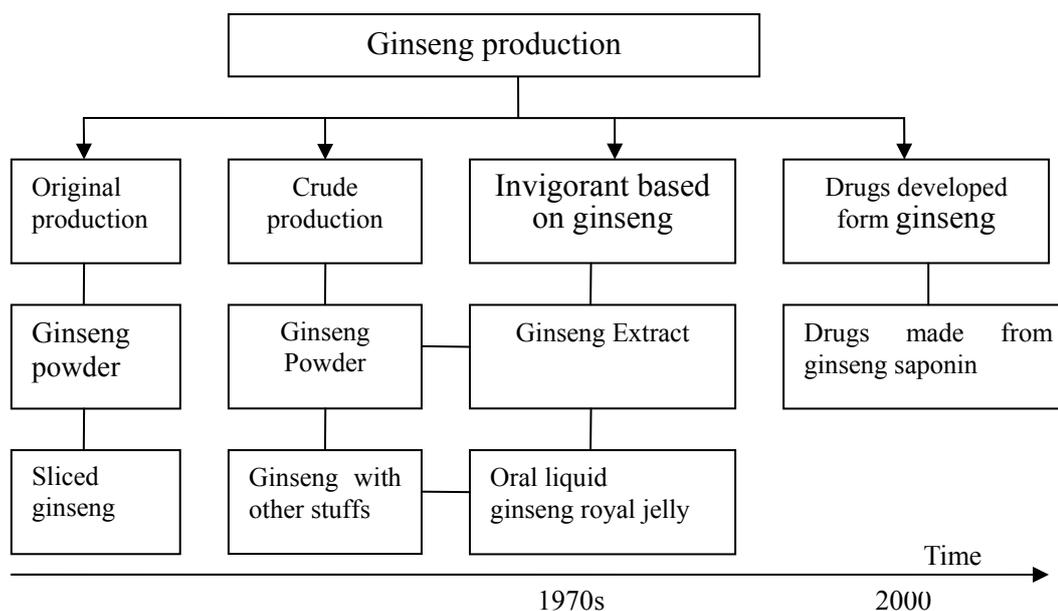 Ginseng production
Original
production
Crude
production
Invigorant based
on ginseng
Drugs developed
form ginseng
Ginseng
powder
Ginseng
Powder
Ginseng Extract
Drugs made from
ginseng saponin
Sliced
ginseng
Ginseng with
other stuffs
Oral liquid
ginseng royal jelly
Time
1970s
2000